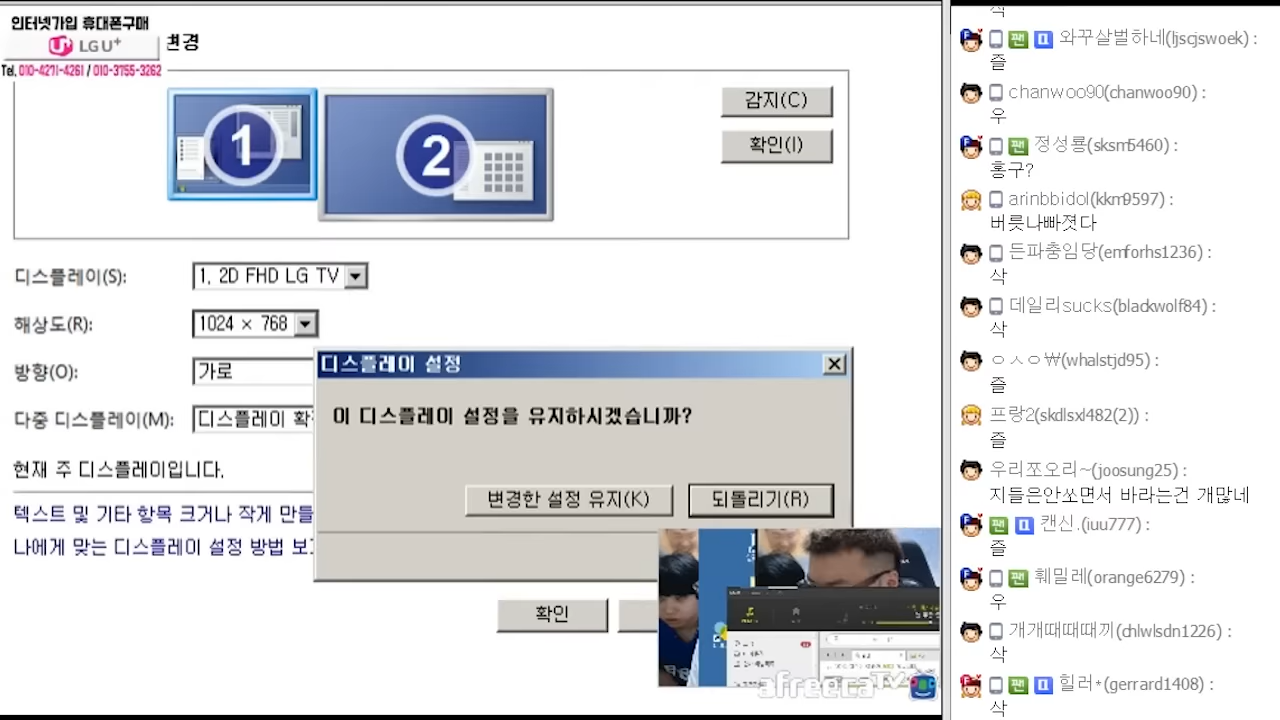 인터넷가입 휴대폰구매
LG U+
변경
Tel. 010-4271-4261 / 010-3755-3262
1
2
감지(C)
확인(I)
디스플레이(S):
1. 2D FHD LG TV
해상도(R):
1024 × 768
방향(O):
가로
다중 디스플레이(M):
디스플레이 확
현재 주 디스플레이입니다.
텍스트 및 기타 항목 크거나 작게 만들
나에게 맞는 디스플레이 설정 방법 보기
디스플레이 설정
이 디스플레이 설정을 유지하시겠습니까?
변경한 설정 유지(K)
되돌리기(R)
확인
afreecaTV
삭
와꾸살벌하네(ljscjswoek) :
즐
chanwoo90(chanwoo90) :
우
팬 정성룡(sksm5460) :
홍구?
arinbbidol(kkm9597) :
버릇나빠졋다
든파충임당(emforhs1236) :
삭
데일리sucks(blackwolf84) :
삭
ㅇㅅㅇ₩(whalstjd95) :
즐
프랑2(skdlsxl482(2)) :
즐
우리쪼오리~(joosung25) :
지들은안쏘면서 바라는건 개많네
팬 캔신.(iuu777) :
즐
팬 훼밀레(orange6279) :
우
개개때때때끼(chlwlsdn1226) :
삭
팬 힐러*(gerrard1408) :
삭